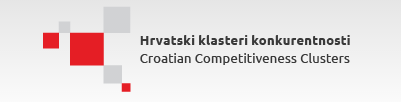 Hrvatski klasteri konkurentnosti
Croatian Competitiveness Clusters